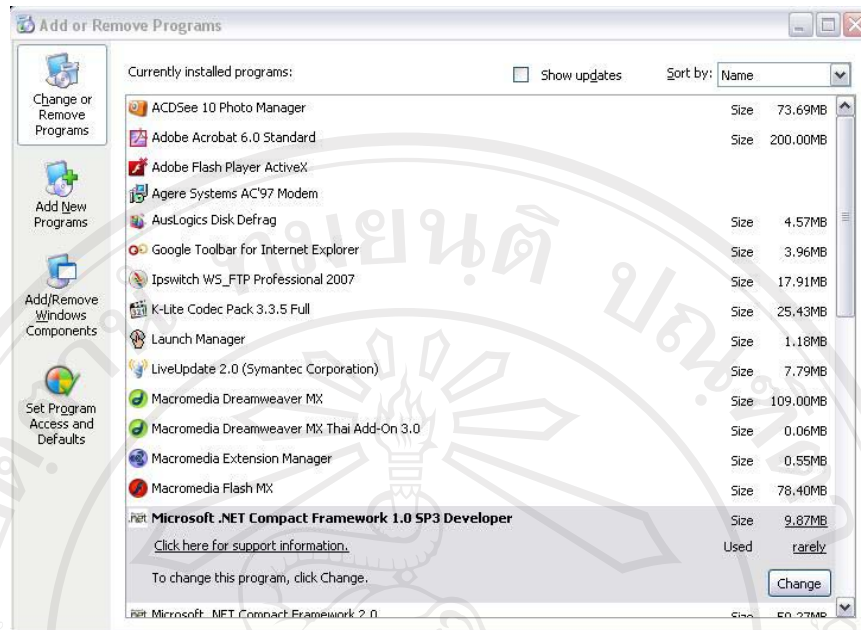 Add or Remove Programs
Change or
Remove
Programs
Add New
Programs
Add/Remove
Windows
Components
Set Program
Access and
Defaults
Currently installed programs:
Show updates
Sort by: Name
ACDSee 10 Photo Manager Size 73.69MB
Adobe Acrobat 6.0 Standard Size 200.00MB
Adobe Flash Player ActiveX
Agere Systems AC'97 Modem
AusLogics Disk Defrag Size 4.57MB
Google Toolbar for Internet Explorer Size 3.96MB
Ipswitch WS_FTP Professional 2007 Size 17.91MB
K-Lite Codec Pack 3.3.5 Full Size 25.43MB
Launch Manager Size 1.18MB
LiveUpdate 2.0 (Symantec Corporation) Size 7.79MB
Macromedia Dreamweaver MX Size 109.00MB
Macromedia Dreamweaver MX Thai Add-On 3.0 Size 0.06MB
Macromedia Extension Manager Size 0.55MB
Macromedia Flash MX Size 78.40MB
Microsoft .NET Compact Framework 1.0 SP3 Developer Size 9.87MB
Click here for support information. Used rarely
To change this program, click Change. Change
Microsoft .NET Compact Framework 2.0 Size